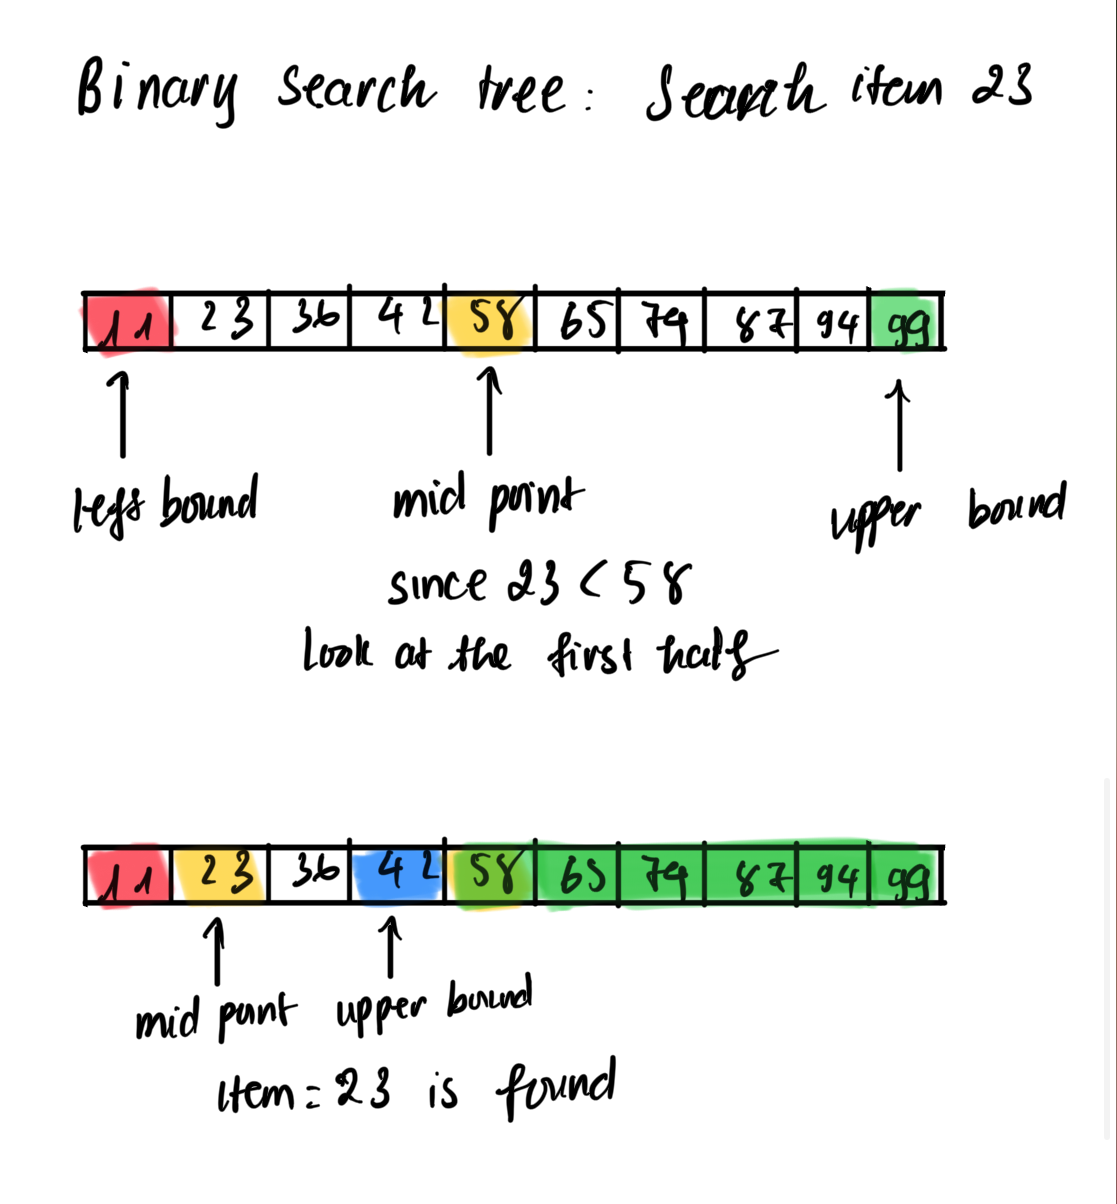 Binary search tree: Search item 23
11 23 36 42 58 65 79 87 94 99
left bound mid point upper bound
since 23 < 58
Look at the first half
11 23 36 42 58 65 79 87 94 99
mid point upper bound
item = 23 is found